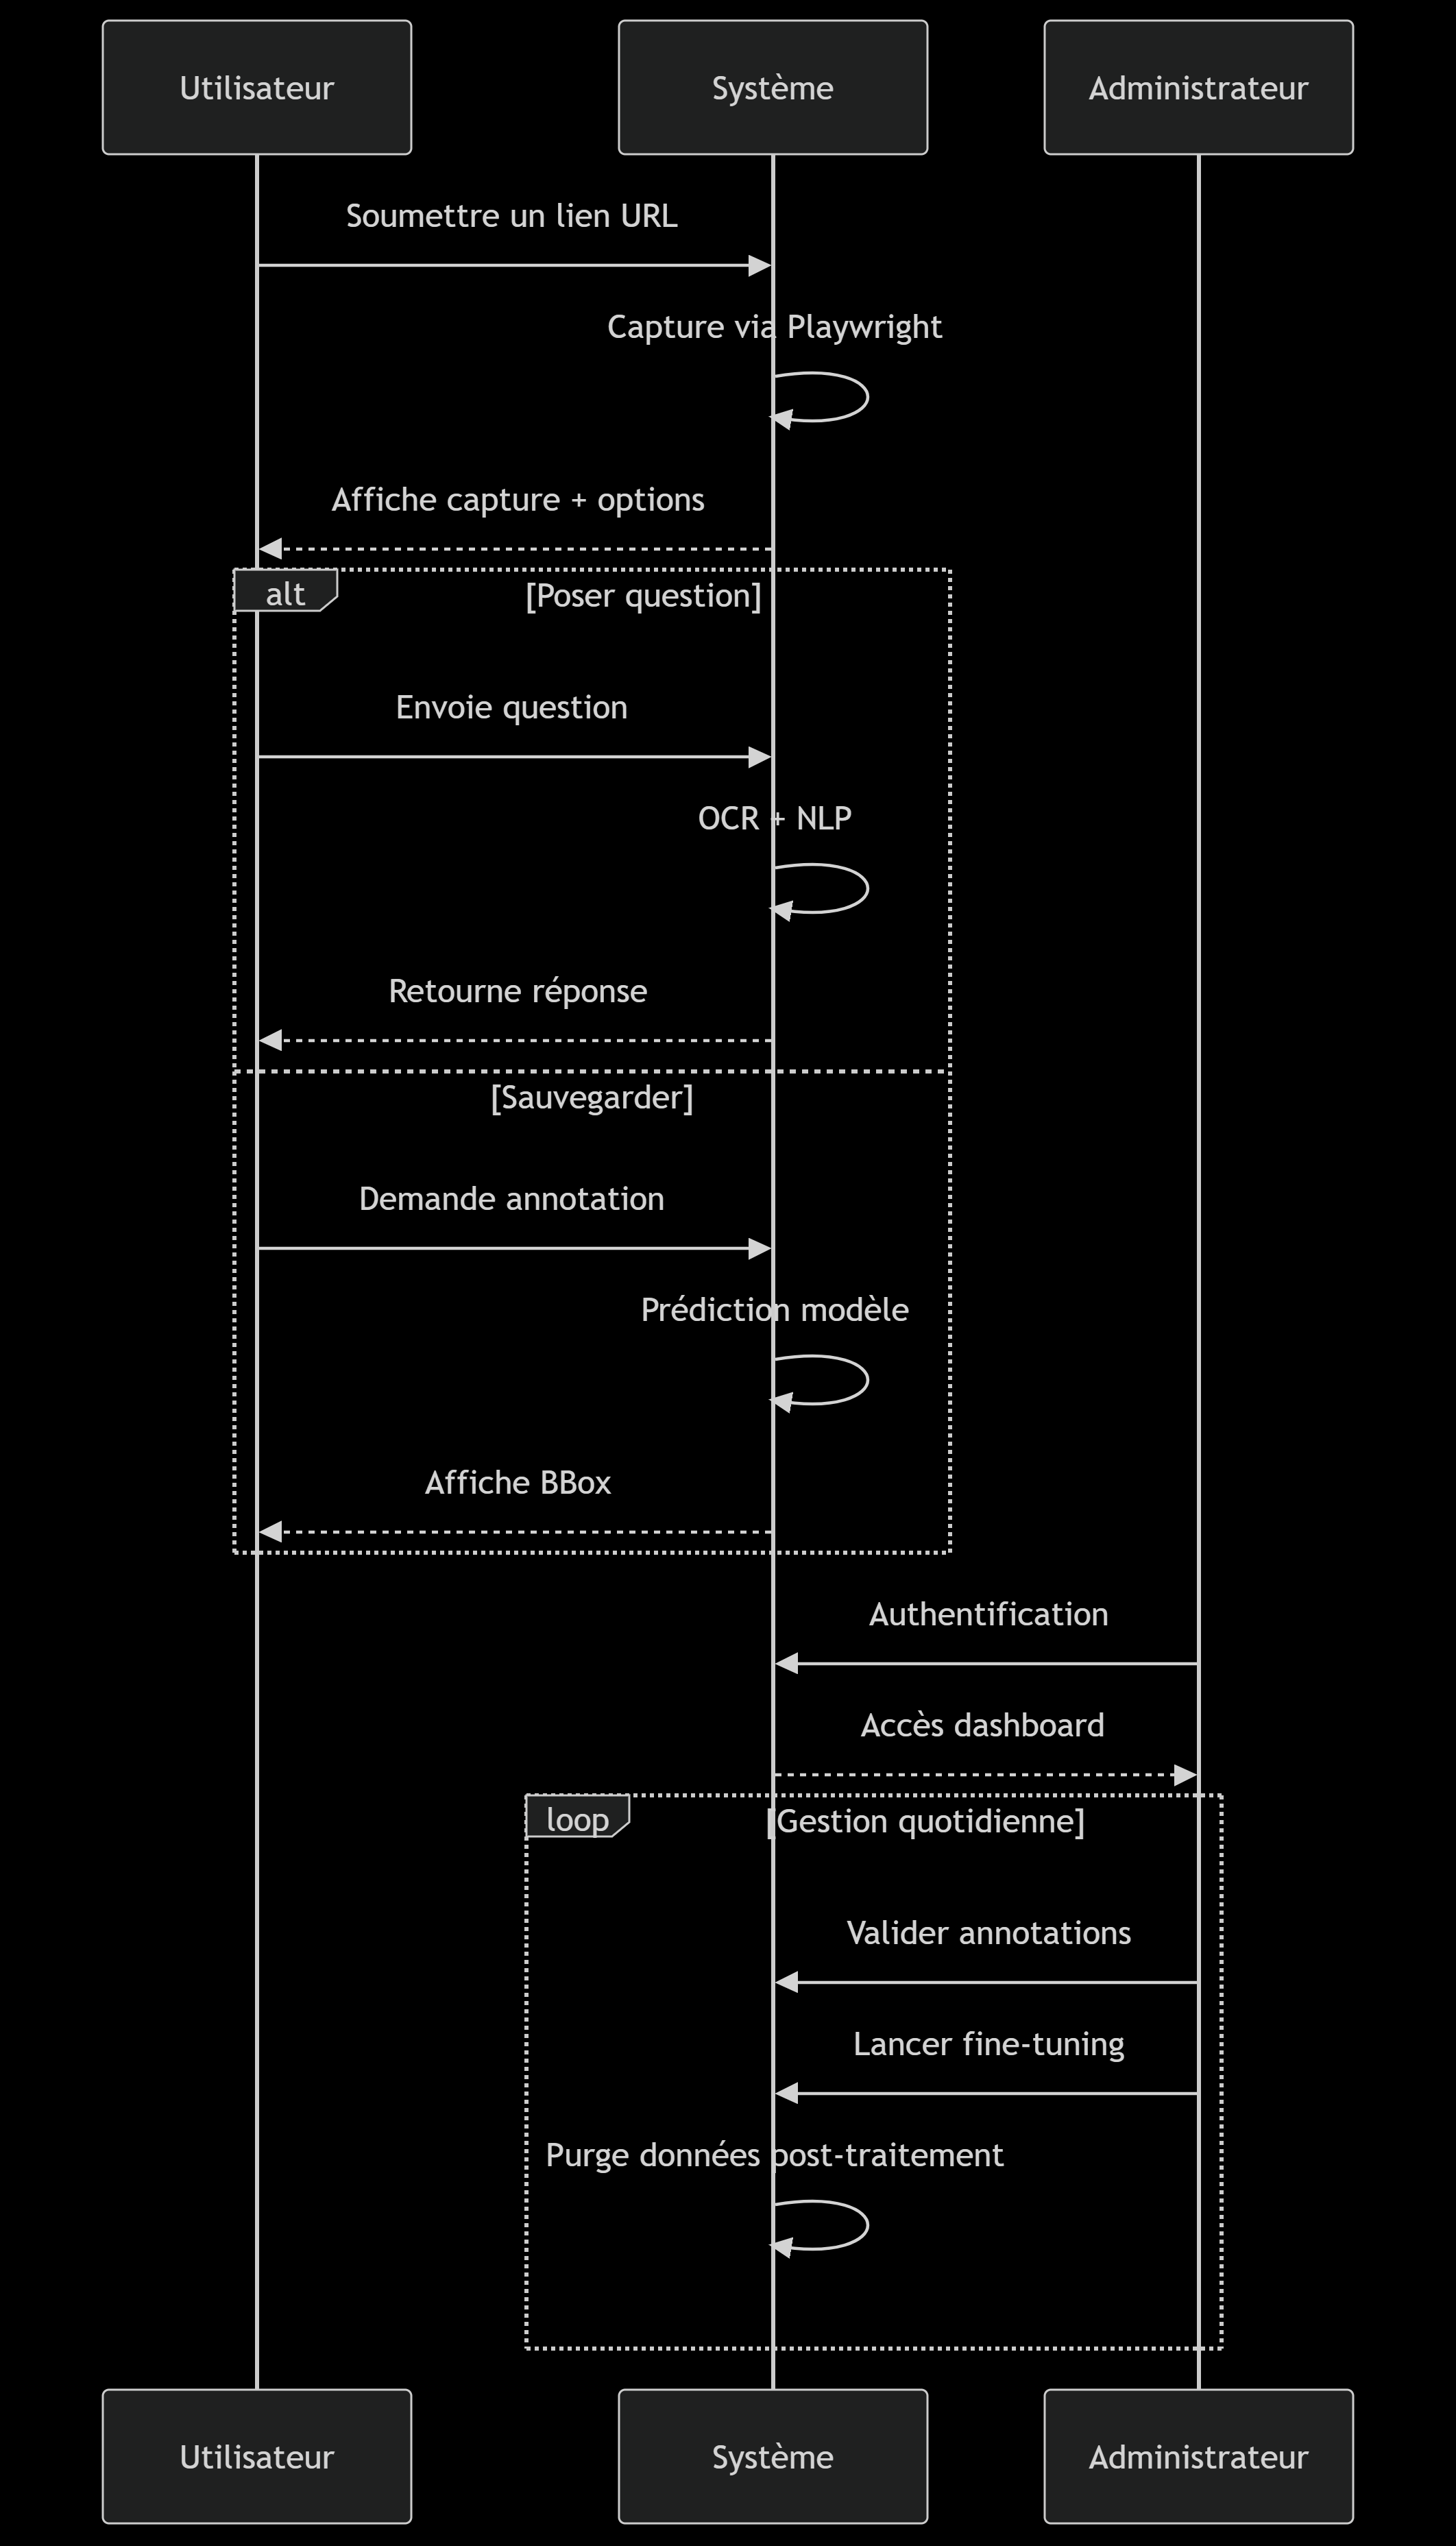 Utilisateur
Système
Administrateur
Soumettre un lien URL
Capture via Playwright
Affiche capture + options
alt
[Poser question]
Envoie question
OCR + NLP
Retourne réponse
[Sauvegarder]
Demande annotation
Prédiction modèle
Affiche BBox
Authentification
Accès dashboard
loop
[Gestion quotidienne]
Valider annotations
Lancer fine-tuning
Purge données post-traitement
Utilisateur
Système
Administrateur